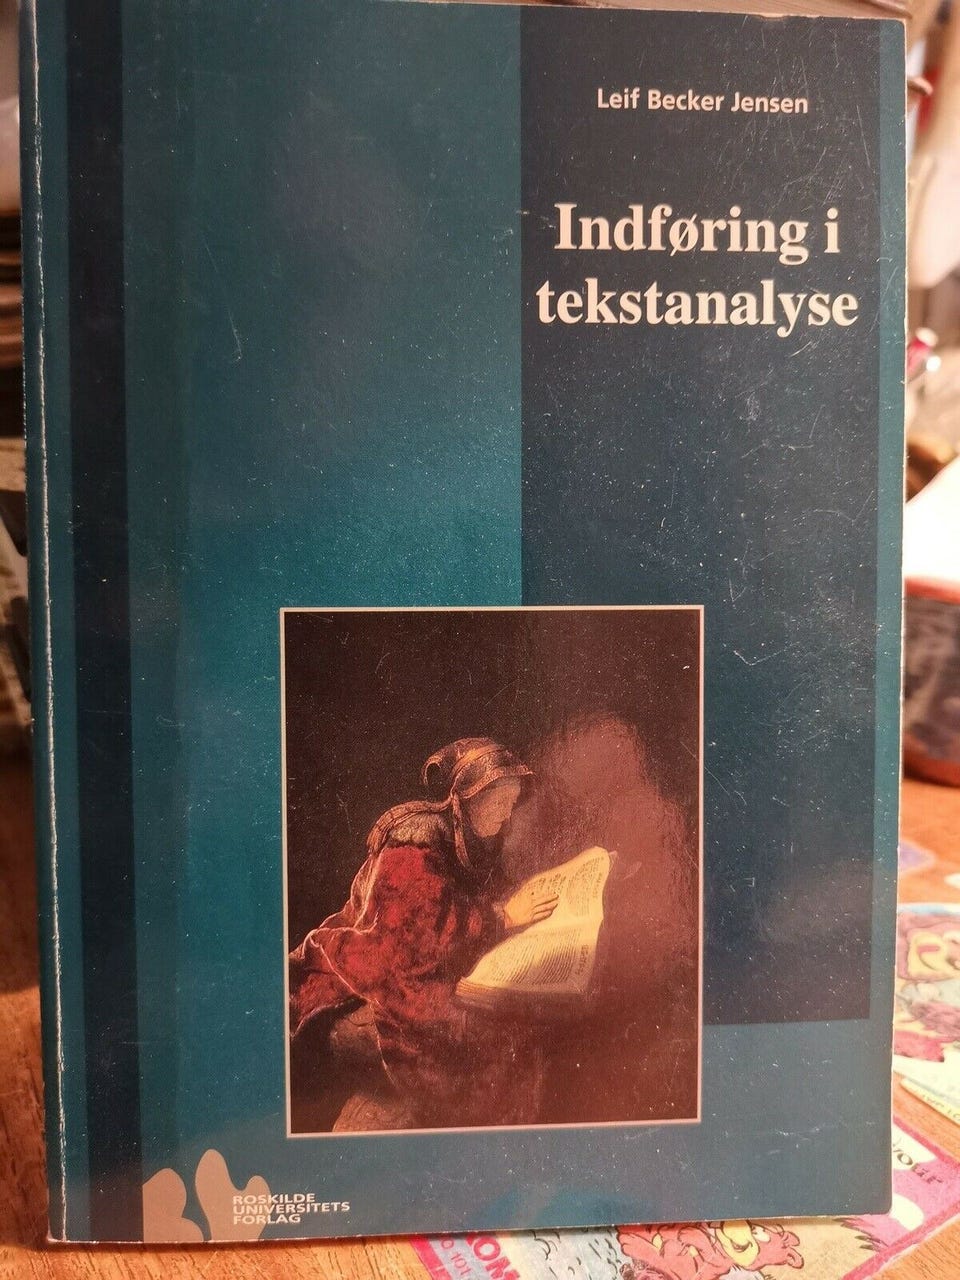 Leif Becker Jensen
Indføring i
tekstanalyse
ROSKILDE
UNIVERSITETS
FORLAG